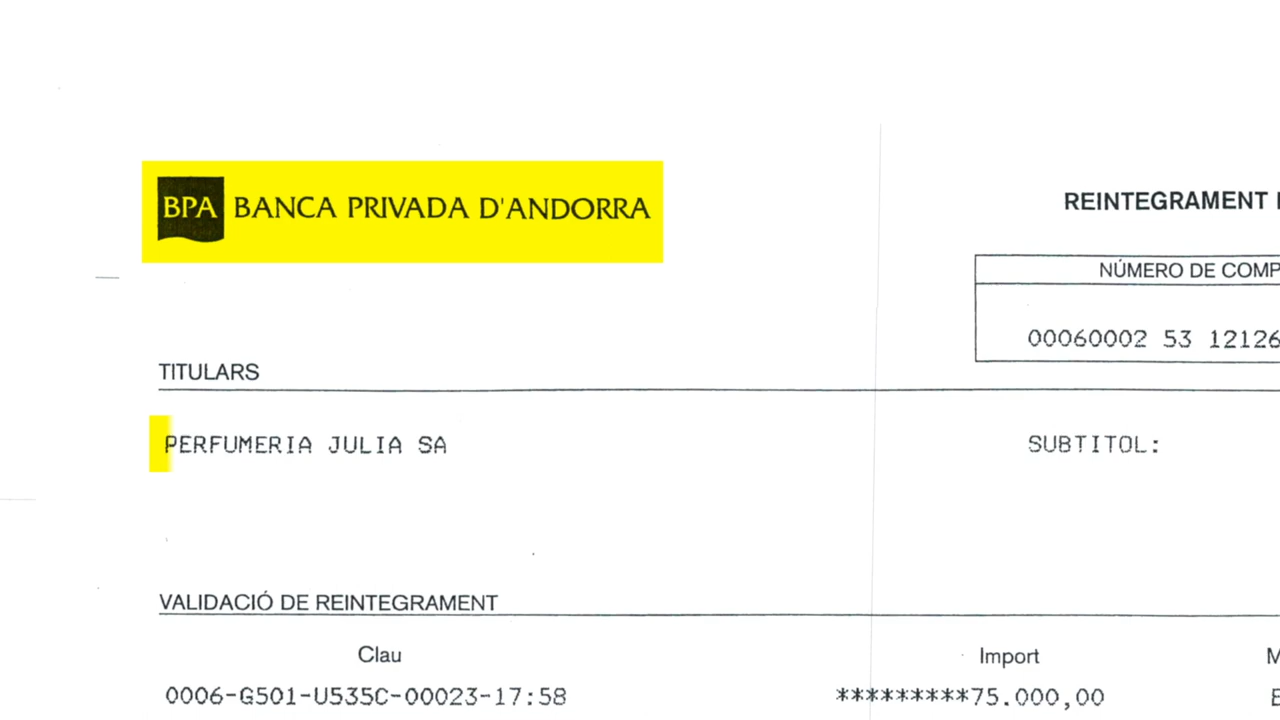 BPA BANCA PRIVADA D'ANDORRA
REINTEGRAMENT
NÚMERO DE COMP
00060002 53 12126
TITULARS
PERFUMERIA JULIA SA
SUBTITOL:
VALIDACIÓ DE REINTEGRAMENT
Clau
Import
0006-G501-U535C-00023-17:58
*********75.000,00